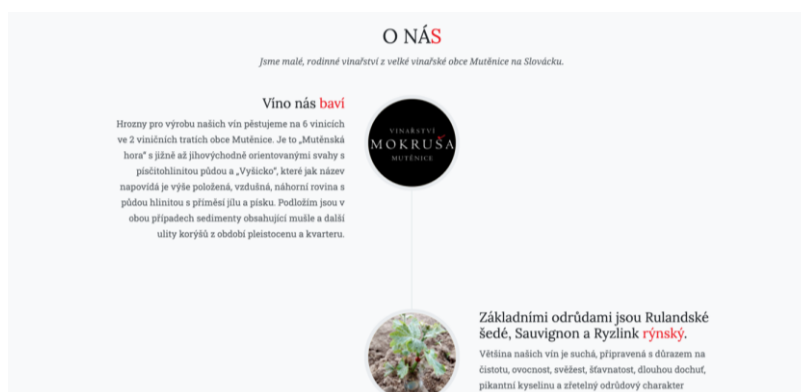 O NÁS
Jsme malé, rodinné vinařství z velké vinařské obce Mutěnice na Slovácku.
Víno nás baví
Hrozny pro výrobu našich vín pěstujeme na 6 vinicích
ve 2 viničních tratích obce Mutěnice. Je to „Mutěnská
hora“ s jižně až jihovýchodně orientovanými svahy s
písčitohlinitou půdou a „Vyšicko“, které jak název
napovídá je výše položená, vzdušná, náhorní rovina s
půdou hlinitou s příměsí jílu a písku. Podložím jsou v
obou případech sedimenty obsahující mušle a další
ulity korýšů z období pleistocenu a kvarteru.
VINAŘSTVÍ
MOKRUŠA
MUTĚNICE
Základními odrůdami jsou Rulandské
šedé, Sauvignon a Ryzlink rýnský.
Většina našich vín je suchá, připravená s důrazem na
čistotu, ovocnost, svěžest, šťavnatost, dlouhou dochuť,
pikantní kyselinu a zřetelný odrůdový charakter